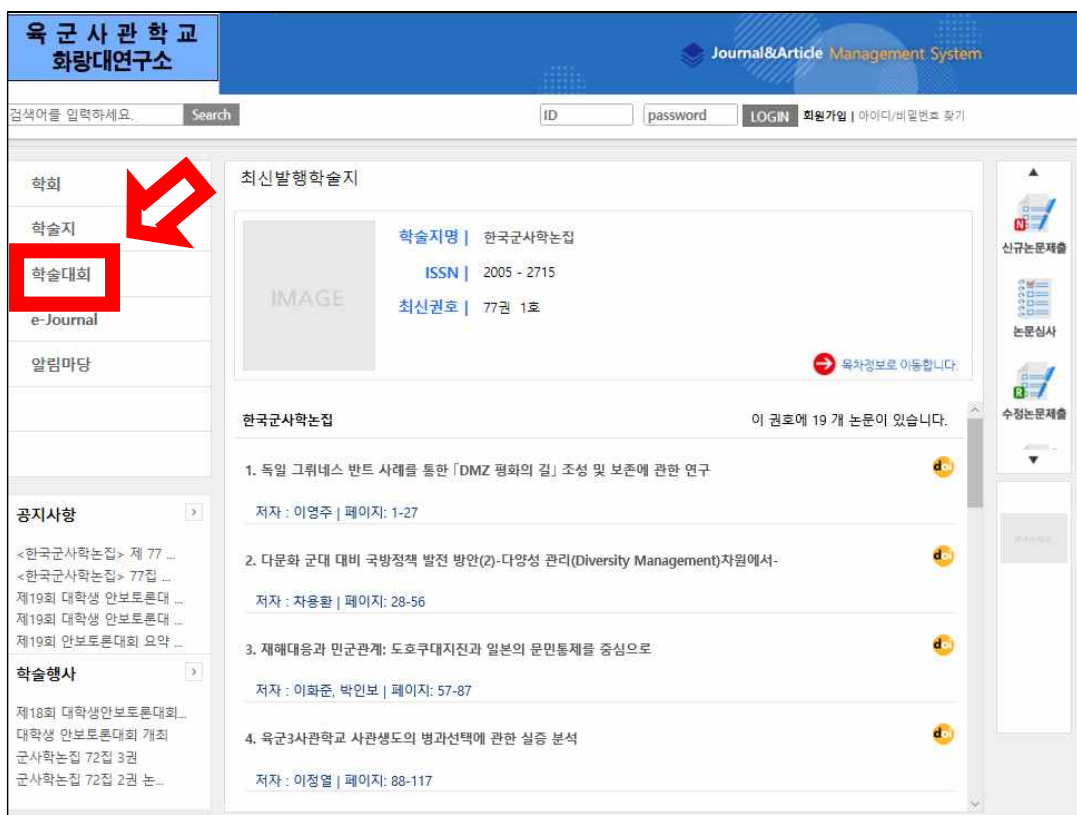 육 군 사 관 학 교
화랑대연구소
Journal&Article Management System
검색어를 입력하세요. Search
ID password LOGIN 회원가입 | 아이디/비밀번호 찾기
학회
학술지
학술대회
e-Journal
알림마당
공지사항
<한국군사학논집> 제 77 ...
<한국군사학논집> 77집 ...
제19회 대학생 안보토론대 ...
제19회 대학생 안보토론대 ...
제19회 안보토론대회 요약 ...
학술행사
제18회 대학생안보토론대회...
대학생 안보토론대회 개최
군사학논집 72집 3권
군사학논집 72집 2권 논...
최신발행학술지
IMAGE
학술지명 | 한국군사학논집
ISSN | 2005 - 2715
최신권호 | 77권 1호
목차정보로 이동합니다.
한국군사학논집 이 권호에 19 개 논문이 있습니다.
1. 독일 그뤼네스 반트 사례를 통한 「DMZ 평화의 길」 조성 및 보존에 관한 연구
doi
저자 : 이영주 | 페이지: 1-27
2. 다문화 군대 대비 국방정책 발전 방안(2)-다양성 관리(Diversity Management)차원에서-
doi
저자 : 차용환 | 페이지: 28-56
3. 재해대응과 민군관계: 도호쿠대지진과 일본의 문민통제를 중심으로
doi
저자 : 이화준, 박인보 | 페이지: 57-87
4. 육군3사관학교 사관생도의 병과선택에 관한 실증 분석
doi
저자 : 이정열 | 페이지: 88-117
▲
N
신규논문제출
논문심사
R
수정논문제출
▼